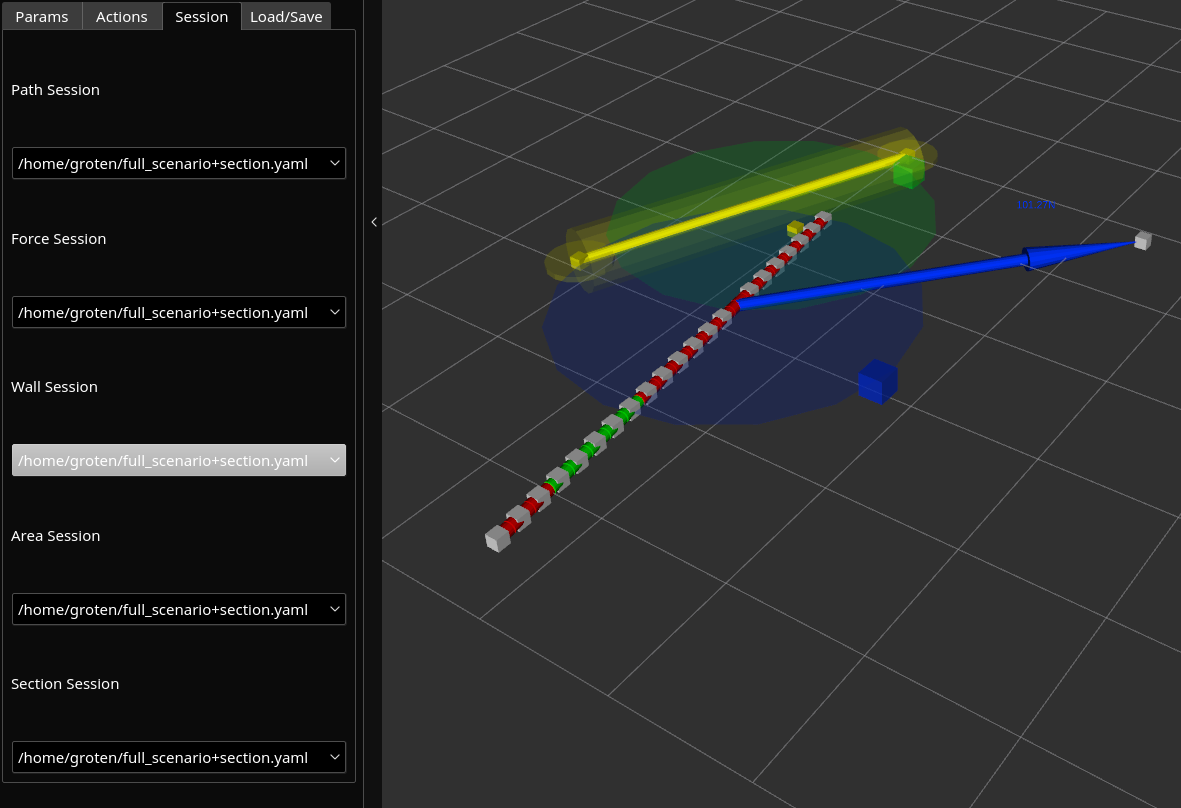 Params Actions Session Load/Save
Path Session
/home/groten/full_scenario+section.yaml
Force Session
/home/groten/full_scenario+section.yaml
Wall Session
/home/groten/full_scenario+section.yaml
Area Session
/home/groten/full_scenario+section.yaml
Section Session
/home/groten/full_scenario+section.yaml